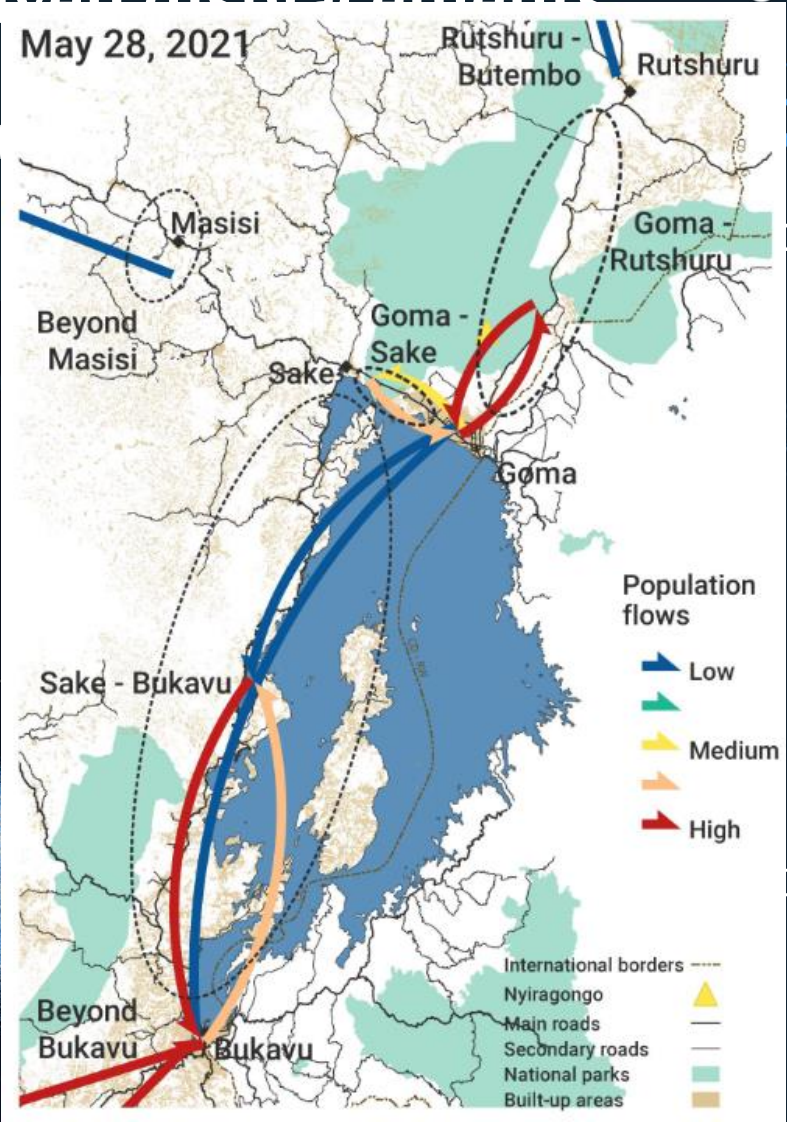 May 28, 2021
Rutshuru -
Butembo
Rutshuru
Masisi
Goma -
Rutshuru
Beyond
Masisi
Goma -
Sake
Sake
Goma
Population
flows
Low
Sake - Bukavu
Medium
High
International borders
Nyiragongo
Main roads
Secondary roads
National parks
Built-up areas
Beyond
Bukavu
Bukavu